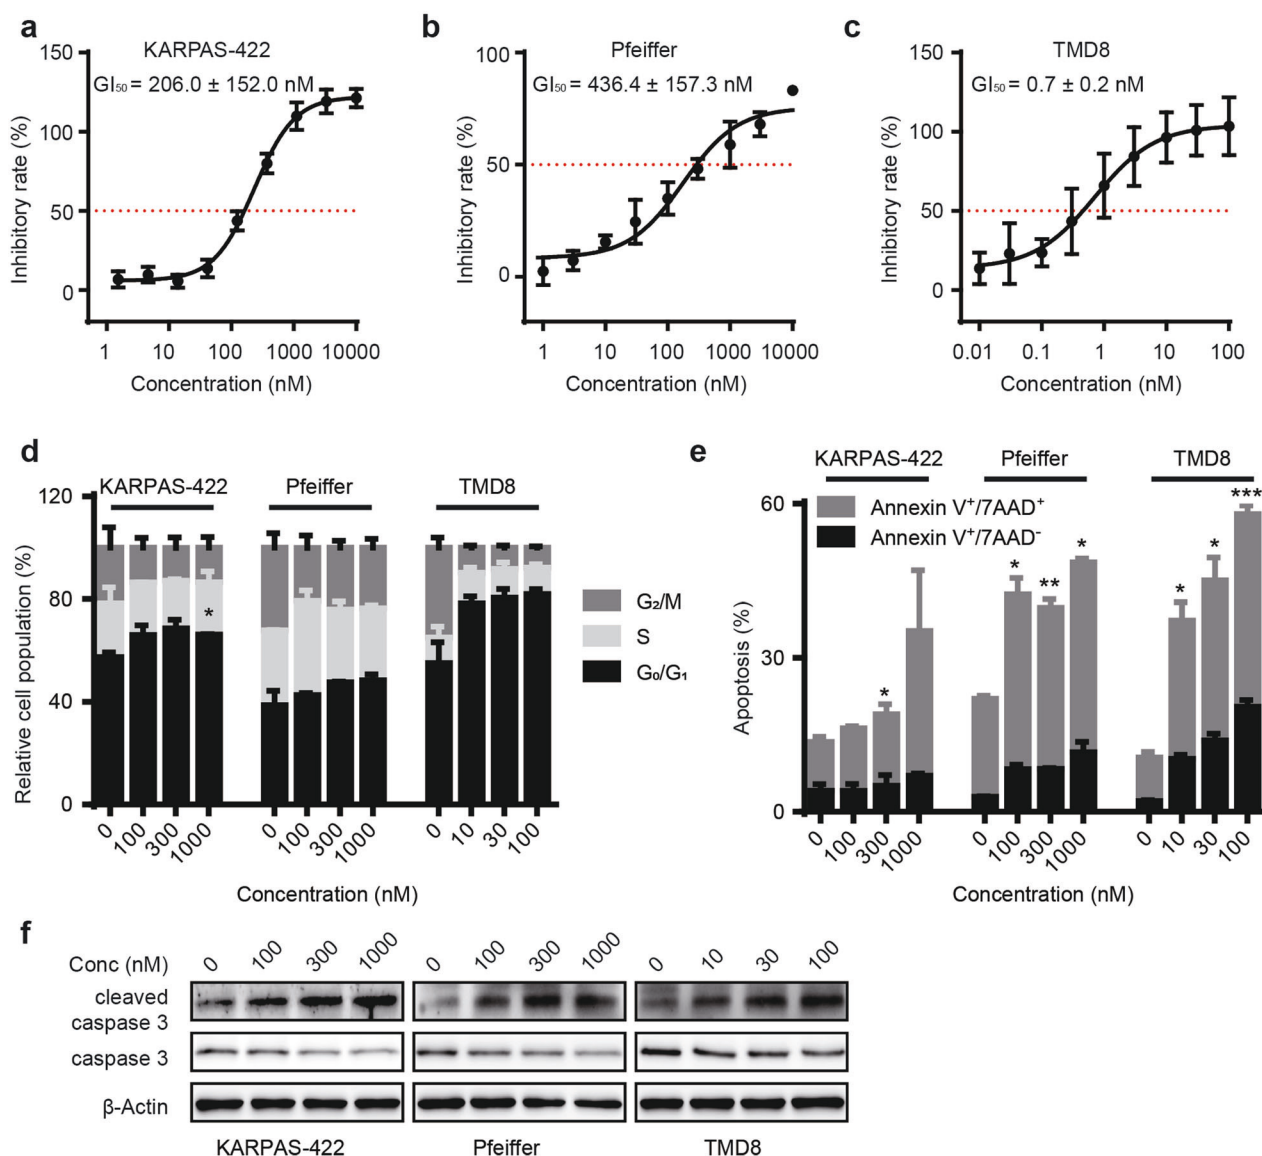 a
KARPAS-422
GI₅₀ = 206.0 ± 152.0 nM
Inhibitory rate (%)
150
100
50
0
1 10 100 1000 10000
Concentration (nM)
b
Pfeiffer
GI₅₀ = 436.4 ± 157.3 nM
Inhibitory rate (%)
100
50
0
1 10 100 1000 10000
Concentration (nM)
c
TMD8
GI₅₀ = 0.7 ± 0.2 nM
Inhibitory rate (%)
150
100
50
0
0.01 0.1 1 10 100
Concentration (nM)
d
KARPAS-422 Pfeiffer TMD8
Relative cell population (%)
120
80
40
0
*
G₂/M
S
G₀/G₁
0 100 300 1000 0 100 300 1000 0 10 30 100
Concentration (nM)
e
KARPAS-422 Pfeiffer TMD8
Apoptosis (%)
60
30
0
Annexin V⁺/7AAD⁺
Annexin V⁺/7AAD⁻
* * ** * * * ***
0 100 300 1000 0 100 300 1000 0 10 30 100
Concentration (nM)
f
Conc (nM) 0 100 300 1000 0 100 300 1000 0 10 30 100
cleaved
caspase 3
caspase 3
β-Actin
KARPAS-422 Pfeiffer TMD8